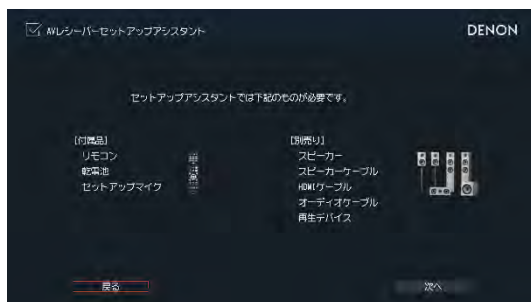 AVレシーバーセットアップアシスタント
DENON
セットアップアシスタントでは下記のものが必要です。
[付属品]
リモコン
乾電池
セットアップマイク
[別売り]
スピーカー
スピーカーケーブル
HDMIケーブル
オーディオケーブル
再生デバイス
戻る
次へ